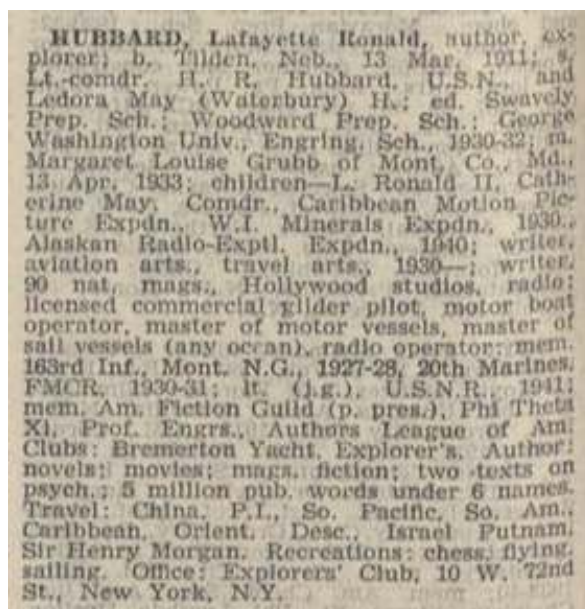 HUBBARD, Lafayette Ronald, author, ex-
plorer; b. Tilden, Neb., 13 Mar. 1911; s.
Lt.-comdr. H. R. Hubbard, U.S.N., and
Ledora May (Waterbury) H.; ed. Swavely
Prep. Sch.; Woodward Prep. Sch.; George
Washington Univ., Engring. Sch., 1930-32; m.
Margaret Louise Grubb of Mont. Co., Md.,
13 Apr. 1933; children—L. Ronald II, Cath-
erine May. Comdr., Caribbean Motion Pic-
ture Expdn., W.I. Minerals Expdn., 1930.,
Alaskan Radio-Exptl. Expdn., 1940; writer,
aviation arts., travel arts., 1930—; writer,
90 nat. mags., Hollywood studios, radio;
licensed commercial glider pilot, motor boat
operator, master of motor vessels, master of
sail vessels (any ocean), radio operator; mem.
163rd Inf., Mont. N.G., 1927-28, 20th Marines,
FMCR, 1930-31; lt. (j.g.), U.S.N.R., 1941;
mem. Am. Fiction Guild (p. pres.), Phi Theta
Xi, Prof. Engrs., Authors League of Am.
Clubs: Bremerton Yacht, Explorer's. Author:
novels; movies; mags. fiction; two texts on
psych.; 5 million pub. words under 6 names.
Travel: China, P.I., So. Pacific, So. Am.,
Caribbean, Orient. Desc., Israel Putnam,
Sir Henry Morgan. Recreations: chess, flying,
sailing. Office: Explorers' Club, 10 W. 72nd
St., New York, N.Y.